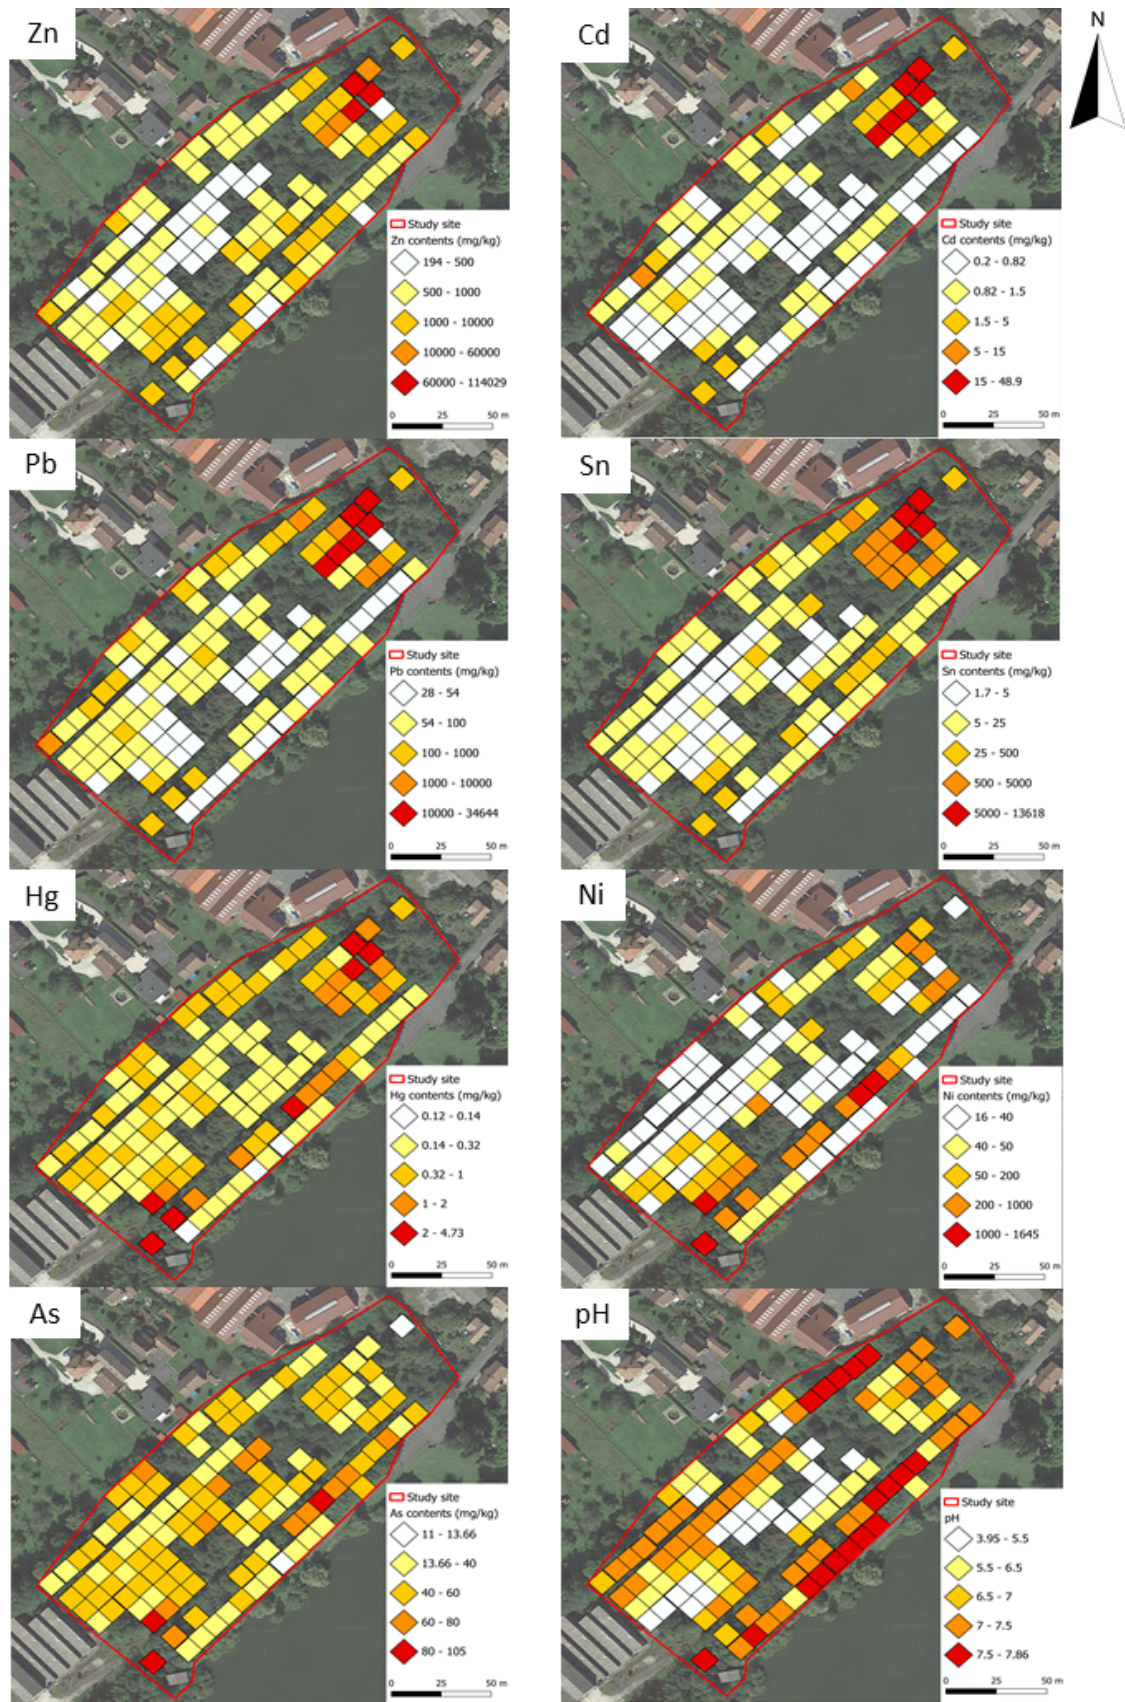 Zn
Study site
Zn contents (mg/kg)
194 - 500
500 - 1000
1000 - 10000
10000 - 60000
60000 - 114029
0 25 50 m
Cd
Study site
Cd contents (mg/kg)
0.2 - 0.82
0.82 - 1.5
1.5 - 5
5 - 15
15 - 48.9
0 25 50 m
N
Pb
Study site
Pb contents (mg/kg)
28 - 54
54 - 100
100 - 1000
1000 - 10000
10000 - 34644
0 25 50 m
Sn
Study site
Sn contents (mg/kg)
1.7 - 5
5 - 25
25 - 500
500 - 5000
5000 - 13618
0 25 50 m
Hg
Study site
Hg contents (mg/kg)
0.12 - 0.14
0.14 - 0.32
0.32 - 1
1 - 2
2 - 4.73
0 25 50 m
Ni
Study site
Ni contents (mg/kg)
16 - 40
40 - 50
50 - 200
200 - 1000
1000 - 1645
0 25 50 m
As
Study site
As contents (mg/kg)
11 - 13.66
13.66 - 40
40 - 60
60 - 80
80 - 105
0 25 50 m
pH
Study site
pH
3.95 - 5.5
5.5 - 6.5
6.5 - 7
7 - 7.5
7.5 - 7.86
0 25 50 m